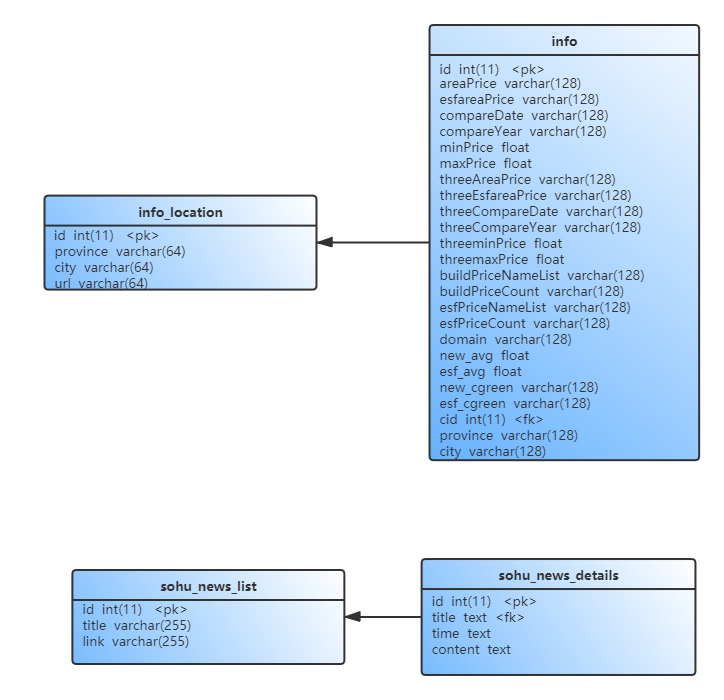 info
id int(11) <pk>
areaPrice varchar(128)
esfareaPrice varchar(128)
compareDate varchar(128)
compareYear varchar(128)
minPrice float
maxPrice float
threeAreaPrice varchar(128)
threeEsfareaPrice varchar(128)
threeCompareDate varchar(128)
threeCompareYear varchar(128)
threeminPrice float
threemaxPrice float
buildPriceNameList varchar(128)
buildPriceCount varchar(128)
esfPriceNameList varchar(128)
esfPriceCount varchar(128)
domain varchar(128)
new_avg float
esf_avg float
new_cgreen varchar(128)
esf_cgreen varchar(128)
cid int(11) <fk>
province varchar(128)
city varchar(128)
info_location
id int(11) <pk>
province varchar(64)
city varchar(64)
url varchar(64)
sohu_news_list
id int(11) <pk>
title varchar(255)
link varchar(255)
sohu_news_details
id int(11) <pk>
title text <fk>
time text
content text